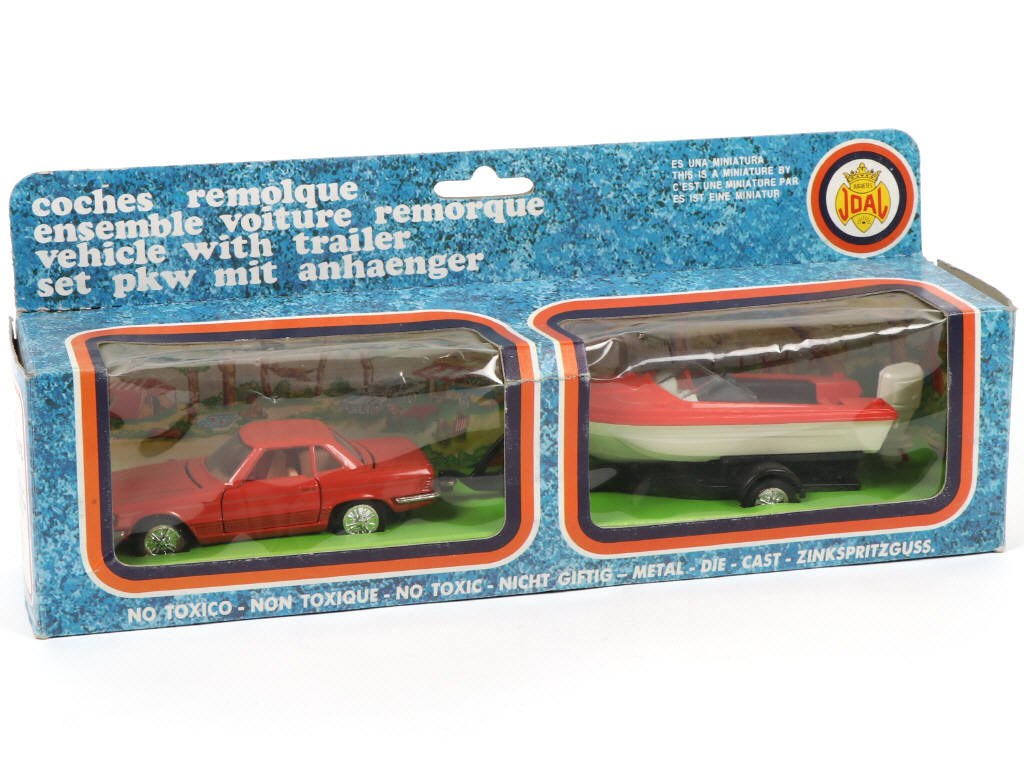 coches remolque
ensemble voiture remorque
vehicle with trailer
set pkw mit anhaenger
ES UNA MINIATURA
THIS IS A MINIATURE BY
C'EST UNE MINIATURE PAR
ES IST EINE MINIATUR
JUGUETES
JOAL
NO TOXICO - NON TOXIQUE - NO TOXIC - NICHT GIFTIG - METAL - DIE - CAST - ZINKSPRITZGUSS.